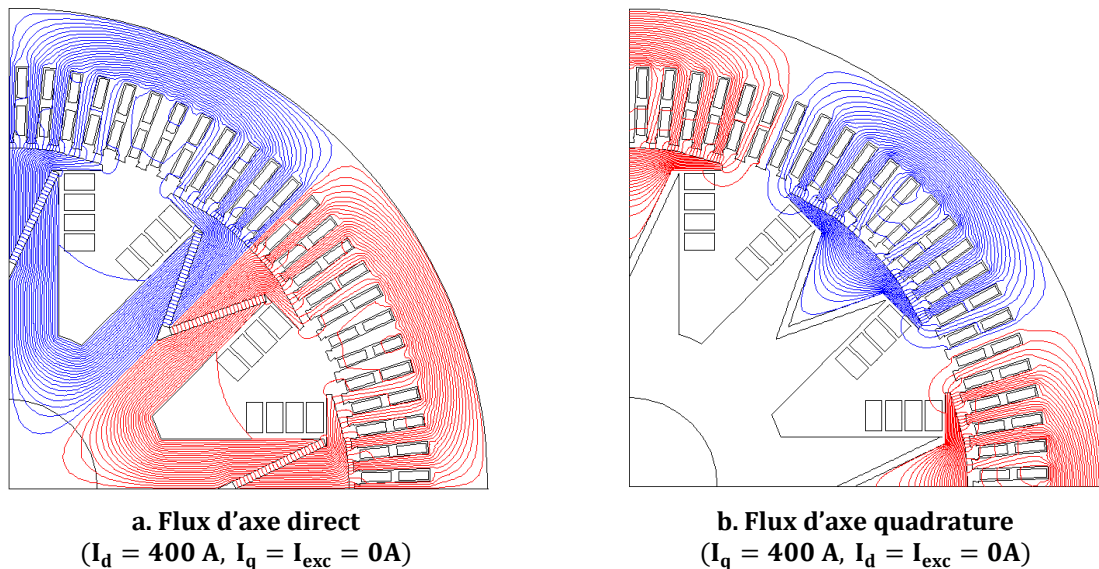 a. Flux d'axe direct
(I_d = 400 A, I_q = I_exc = 0A)
b. Flux d'axe quadrature
(I_q = 400 A, I_d = I_exc = 0A)